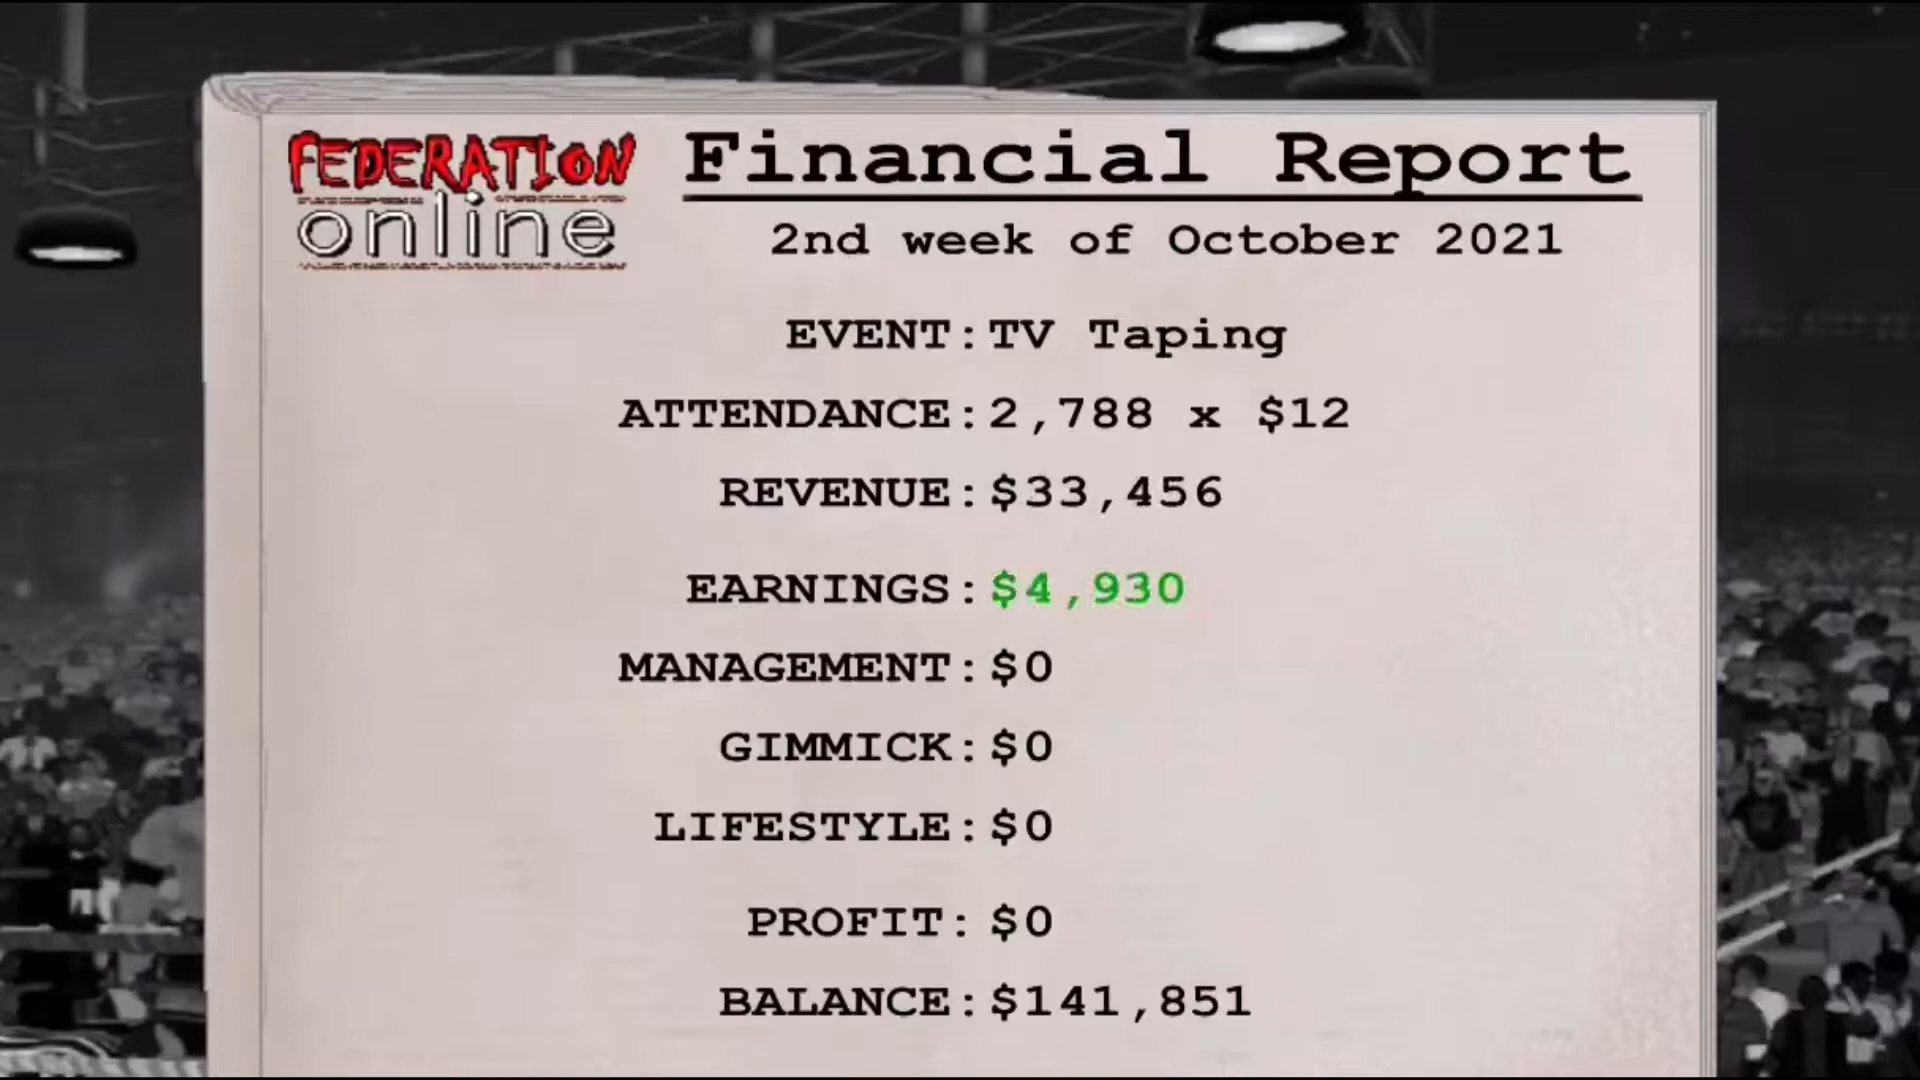 FEDERATION
online
Financial Report
2nd week of October 2021
EVENT: TV Taping
ATTENDANCE: 2,788 x $12
REVENUE: $33,456
EARNINGS: $4,930
MANAGEMENT: $0
GIMMICK: $0
LIFESTYLE: $0
PROFIT: $0
BALANCE: $141,851